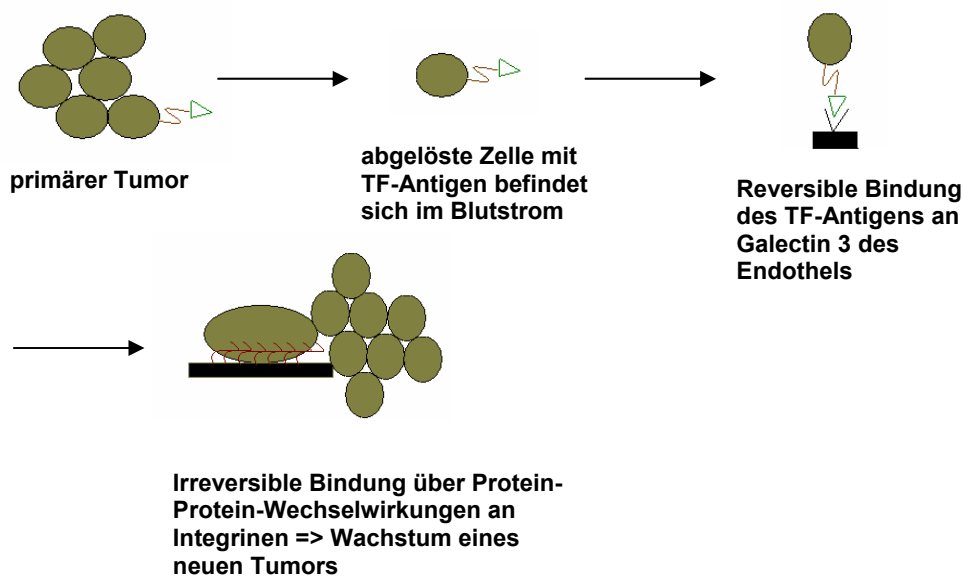 primärer Tumor
abgelöste Zelle mit
TF-Antigen befindet
sich im Blutstrom
Reversible Bindung
des TF-Antigens an
Galectin 3 des
Endothels
Irreversible Bindung über Protein-
Protein-Wechselwirkungen an
Integrinen => Wachstum eines
neuen Tumors